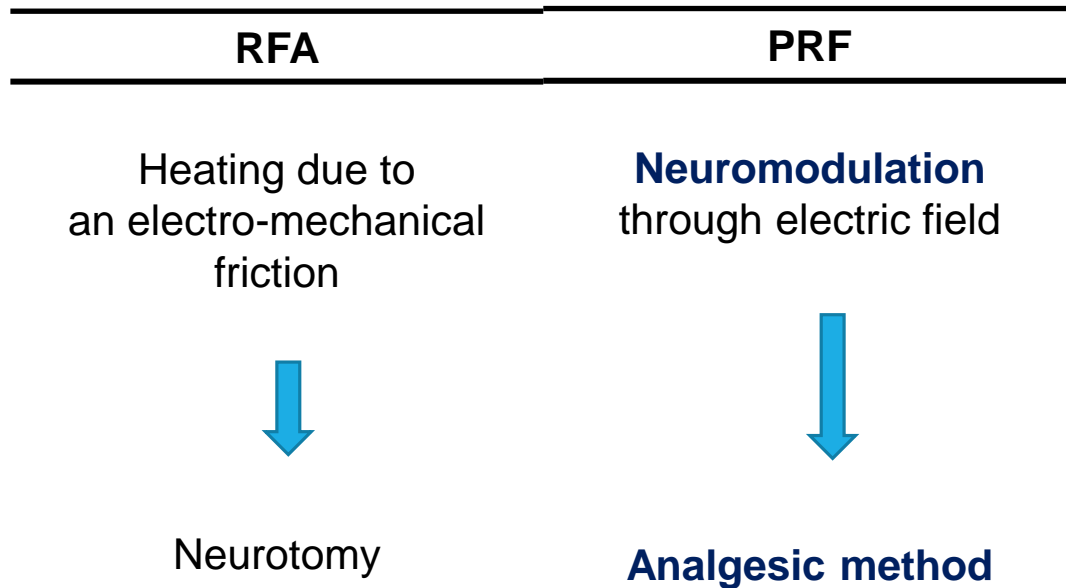 RFA
PRF
Heating due to
an electro-mechanical
friction
Neuromodulation
through electric field
Neurotomy
Analgesic method